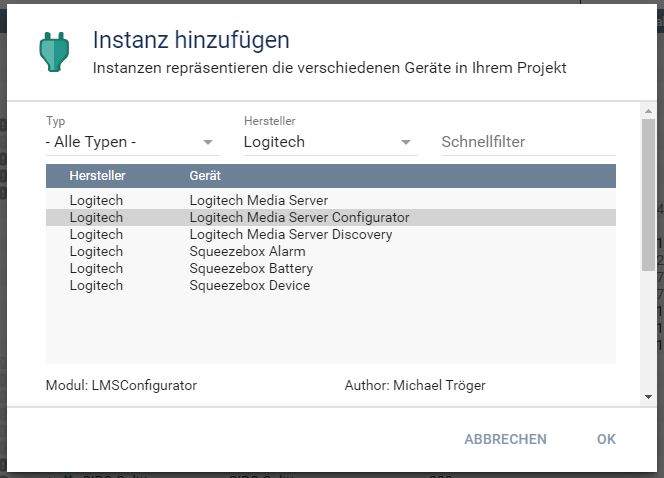 Instanz hinzufügen
Instanzen repräsentieren die verschiedenen Geräte in Ihrem Projekt
Typ Hersteller
- Alle Typen - Logitech Schnellfilter
Hersteller Gerät
Logitech Logitech Media Server
Logitech Logitech Media Server Configurator
Logitech Logitech Media Server Discovery
Logitech Squeezebox Alarm
Logitech Squeezebox Battery
Logitech Squeezebox Device
Modul: LMSConfigurator Author: Michael Tröger
ABBRECHEN OK